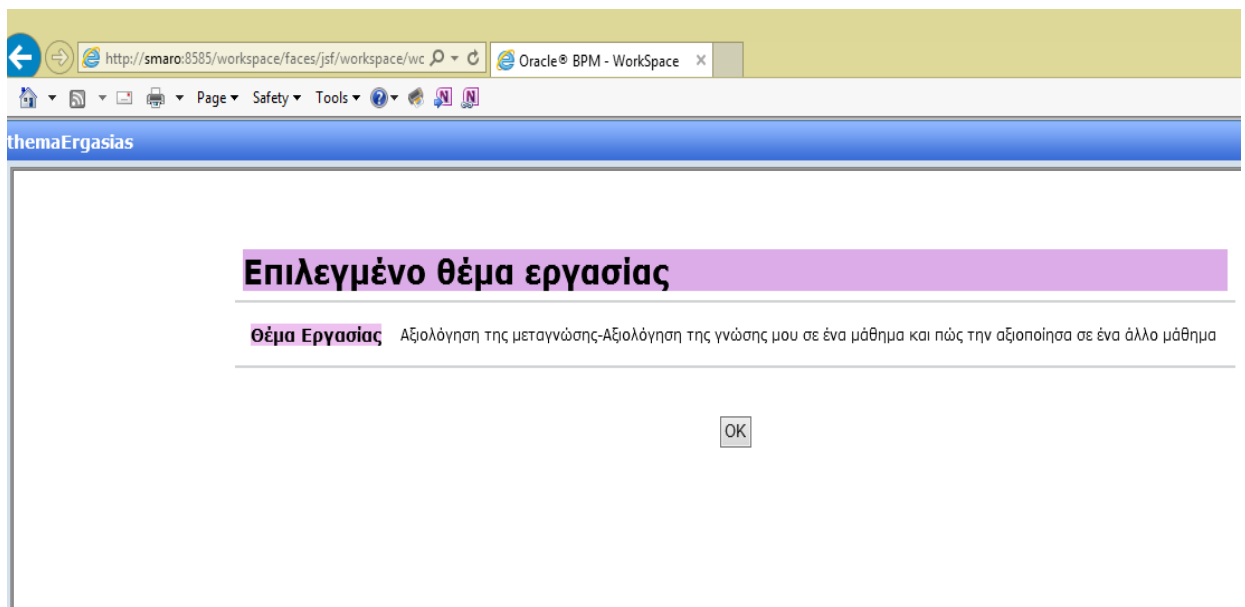 http://smaro:8585/workspace/faces/jsf/workspace/wc
Oracle® BPM - WorkSpace
Page Safety Tools
themaErgasias
Επιλεγμένο θέμα εργασίας
Θέμα Εργασίας Αξιολόγηση της μεταγνώσης-Αξιολόγηση της γνώσης μου σε ένα μάθημα και πώς την αξιοποίησα σε ένα άλλο μάθημα
OK